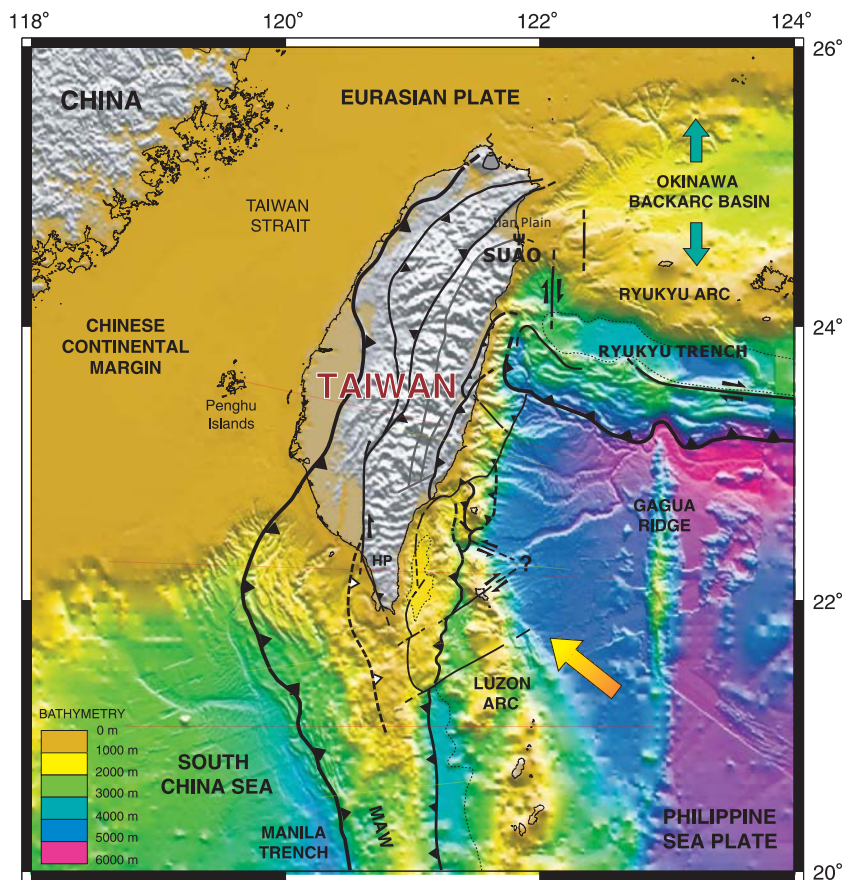 118°
120°
122°
124°
26°
CHINA
EURASIAN PLATE
OKINAWA
BACKARC BASIN
TAIWAN
STRAIT
Ilan Plain
SUAO
RYUKYU ARC
24°
CHINESE
CONTINENTAL
MARGIN
RYUKYU TRENCH
TAIWAN
Penghu
Islands
GAGUA
RIDGE
HP
?
22°
LUZON
ARC
BATHYMETRY
0 m
1000 m
2000 m
3000 m
4000 m
5000 m
6000 m
SOUTH
CHINA SEA
MANILA
TRENCH
MAW
PHILIPPINE
SEA PLATE
20°